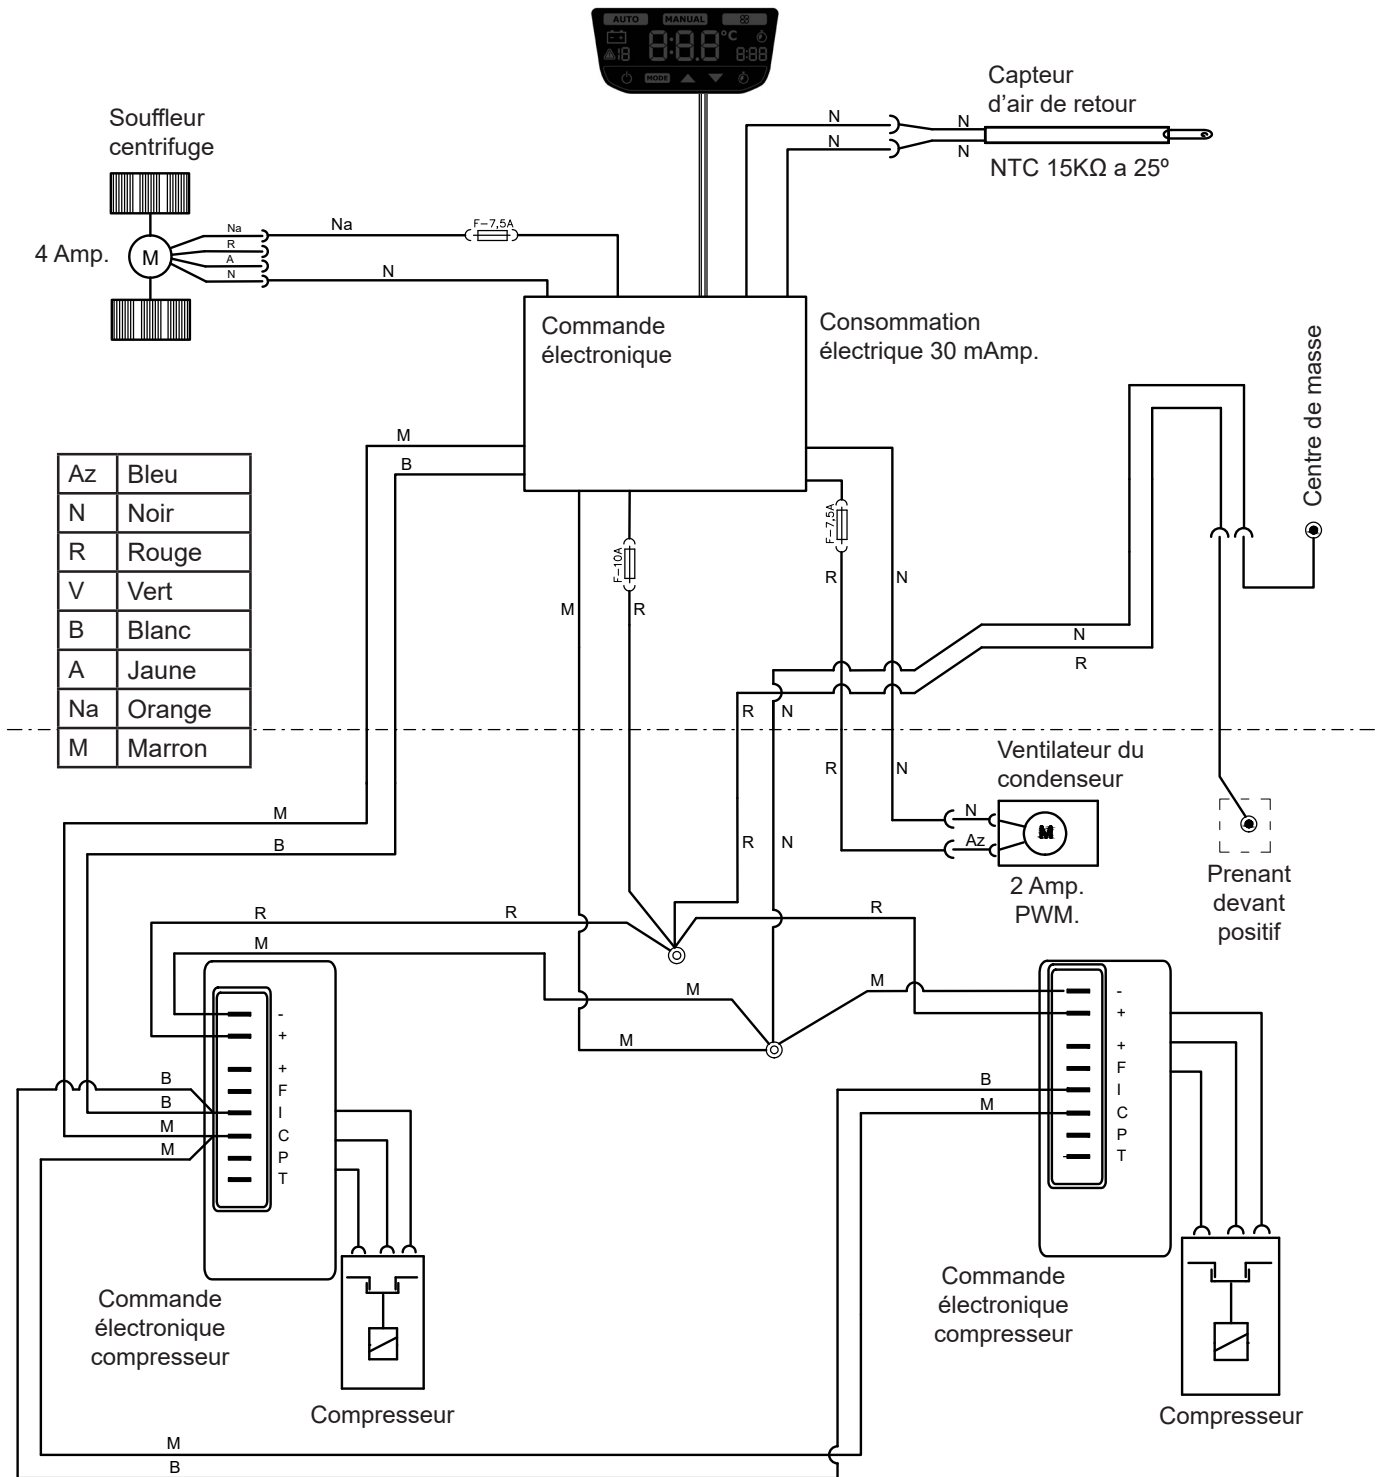 AUTO MANUAL
8:8.8 °C
18 8:88
MODE
Capteur
d'air de retour
N
N
N
N
NTC 15KΩ a 25º
Souffleur
centrifuge
4 Amp.
M
Na
R
A
N
Na
N
F-7,5A
Commande
électronique
Consommation
électrique 30 mAmp.
Centre de masse
M
B
Az Bleu
N Noir
R Rouge
V Vert
B Blanc
A Jaune
Na Orange
M Marron
F-10A
F-7,5A
M
R
R
N
N
R
R
N
R
N
R
N
Ventilateur du
condenseur
N
Az
M
2 Amp.
PWM.
Prenant
devant
positif
M
B
R
R
R
M
M
M
M
-
+
+
F
I
C
P
T
B
B
M
M
-
+
+
F
I
C
P
T
B
M
Commande
électronique
compresseur
Compresseur
Commande
électronique
compresseur
Compresseur
M
B